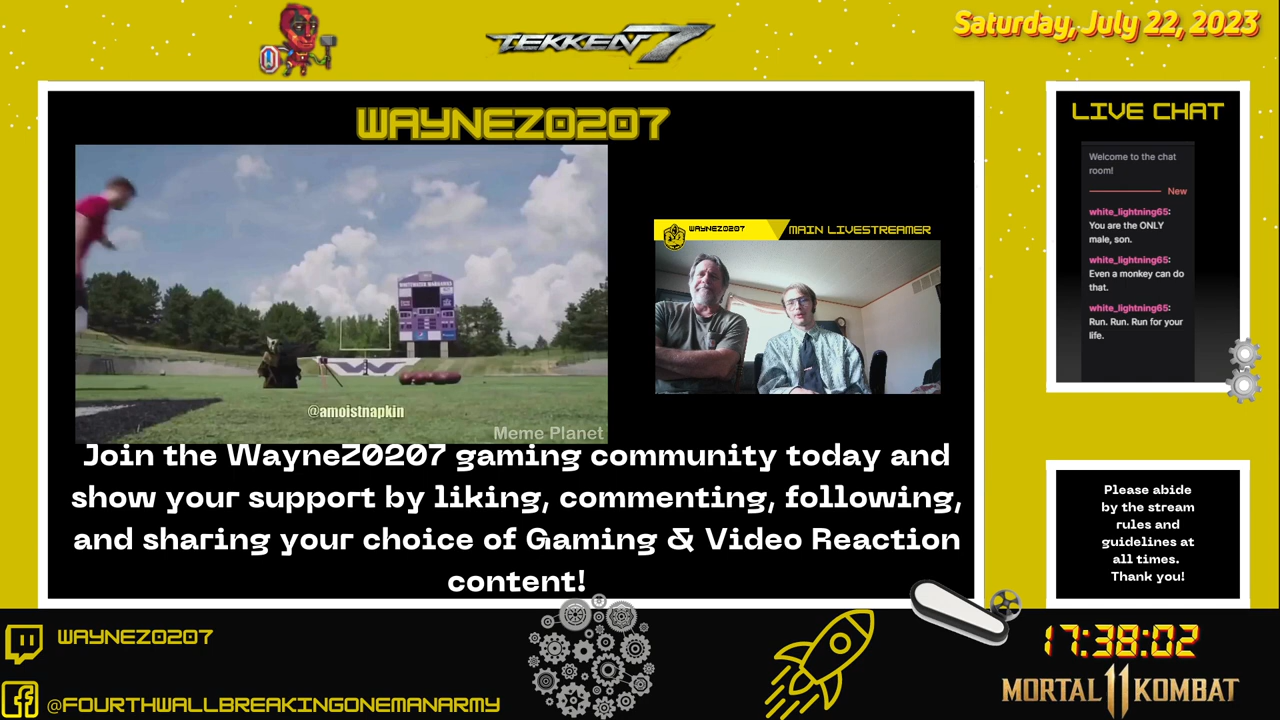 Saturday, July 22, 2023
TEKKEN 7
WAYNEZ0207
LIVE CHAT
Welcome to the chat
room!
New
white_lightning65:
You are the ONLY
male, son.
white_lightning65:
Even a monkey can do
that.
white_lightning65:
Run. Run. Run for your
life.
WAYNEZ0207
MAIN LIVESTREAMER
WHITEWATER WARHAWKS
W
@amoistnapkin
Meme Planet
Join the WayneZ0207 gaming community today and
show your support by liking, commenting, following,
and sharing your choice of Gaming & Video Reaction
content!
Please abide
by the stream
rules and
guidelines at
all times.
Thank you!
WAYNEZ0207
@FOURTHWALLBREAKINGONEMANARMY
17:38:02
MORTAL 11 KOMBAT